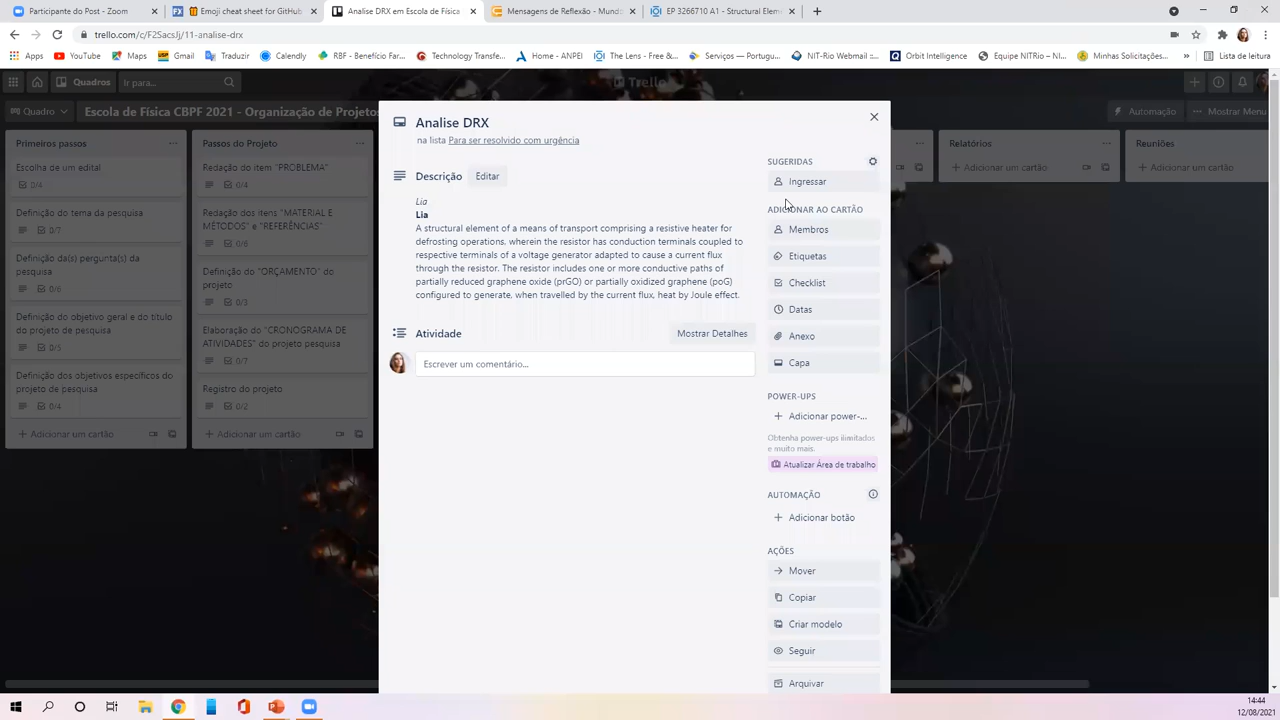 Participante do Post - Zoom
Emoji cheat sheet for GitHub
Analise DRX em Escola de Física
Mensagens de Reflexão - Mund
EP 3266710 A1 - Structural Elem
trello.com/c/F2SacsJj/11-analise-drx
Apps
YouTube
Maps
Gmail
Traduzir
Calendly
RBF - Benefício Far...
Technology Transfe...
Home - ANPEI
The Lens - Free &...
Serviços — Portugu...
NIT-Rio Webmail ::...
Orbit Intelligence
Equipe NITRio – NI...
Minhas Solicitações...
»
Lista de leitura
Quadros
Ir para...
Trello
Quadro
Escola de Física CBPF 2021 - Organização de Projetos
Automação
Mostrar Menu
Primeiros passos
Escolha de um edital
0/4
Definição do tema da pesquisa
0/4
Definição da(s) pergunta(s) da
pesquisa
0/6
Definição do objetivo geral e do título
do projeto de pesquisa
0/5
Definição dos objetivos específicos do
projeto de pesquisa
0/4
+ Adicionar um cartão
Passos do Projeto
Redação do item "PROBLEMA"
0/6
Redação dos itens "MATERIAL E
MÉTODOS" e "REFERÊNCIAS"
0/6
Definição do "ORÇAMENTO" do
projeto
0/3
Elaboração do "CRONOGRAMA DE
ATIVIDADES" do projeto pesquisa
0/7
Registro do projeto
0/2
+ Adicionar um cartão
Analise DRX
na lista Para ser resolvido com urgência
Descrição
Editar
Lia
Lia
A structural element of a means of transport comprising a resistive heater for
defrosting operations, wherein the resistor has conduction terminals coupled to
respective terminals of a voltage generator adapted to cause a current flux
through the resistor. The resistor includes one or more conductive paths of
partially reduced graphene oxide (prGO) or partially oxidized graphene (poG)
configured to generate, when travelled by the current flux, heat by Joule effect.
Atividade
Mostrar Detalhes
Escrever um comentário...
SUGERIDAS
Ingressar
ADICIONAR AO CARTÃO
Membros
Etiquetas
Checklist
Datas
Anexo
Capa
POWER-UPS
+ Adicionar power-...
Obtenha power-ups ilimitados
e muito mais.
Atualizar Área de trabalho
AUTOMAÇÃO
+ Adicionar botão
AÇÕES
Mover
Copiar
Criar modelo
Seguir
Arquivar
Relatórios
+ Adicionar um cartão
Reuniões
+ Adicionar um cartão
14:44
12/08/2021